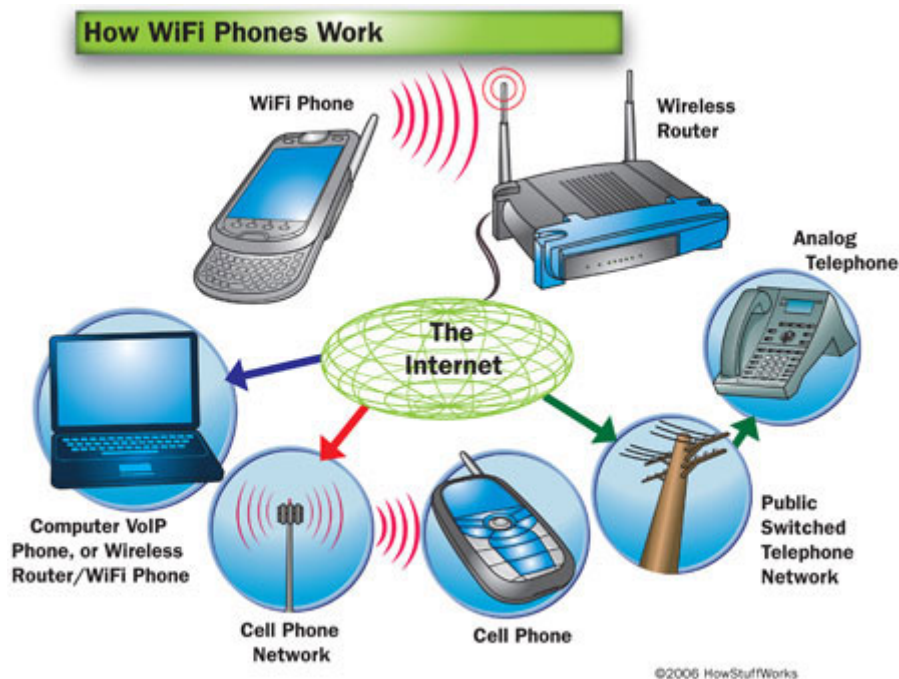 How WiFi Phones Work
WiFi Phone
Wireless
Router
Analog
Telephone
The
Internet
Computer VoIP
Phone, or Wireless
Router/WiFi Phone
Cell Phone
Network
Cell Phone
Public
Switched
Telephone
Network
©2006 HowStuffWorks